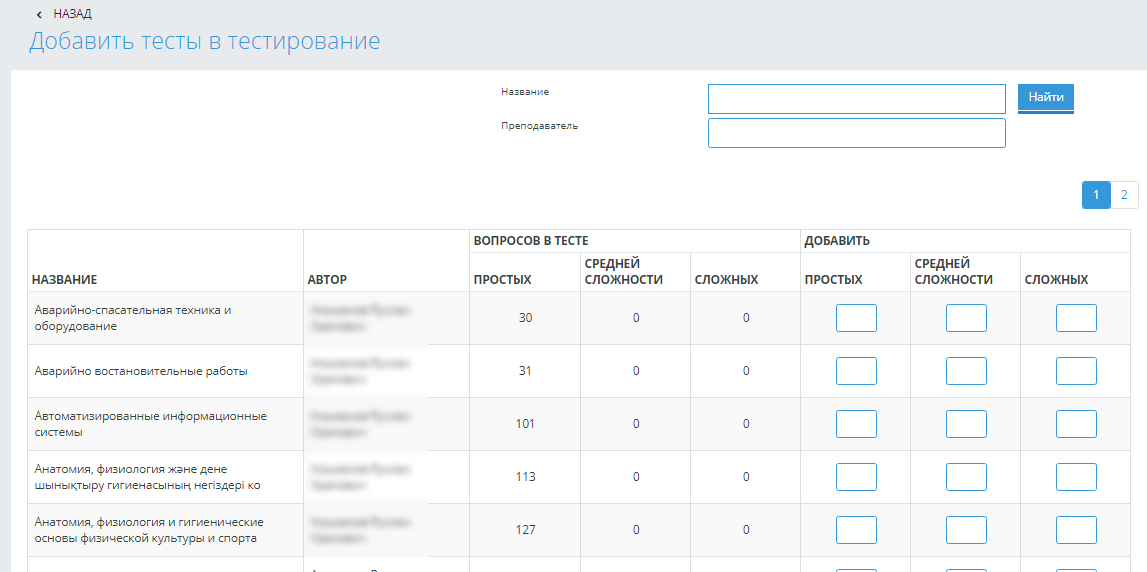 НАЗАД
Добавить тесты в тестирование
Название
Найти
Преподаватель
1 2
ВОПРОСОВ В ТЕСТЕ ДОБАВИТЬ
НАЗВАНИЕ АВТОР ПРОСТЫХ СРЕДНЕЙ СЛОЖНОСТИ СЛОЖНЫХ ПРОСТЫХ СРЕДНЕЙ СЛОЖНОСТИ СЛОЖНЫХ
Аварийно-спасательная техника и
оборудование
30 0 0
Аварийно востановительные работы
31 0 0
Автоматизированные информационные
системы
101 0 0
Анатомия, физиология және дене
шынықтыру гигиенасының негіздері ко
113 0 0
Анатомия, физиология и гигиенические
основы физической культуры и спорта
127 0 0